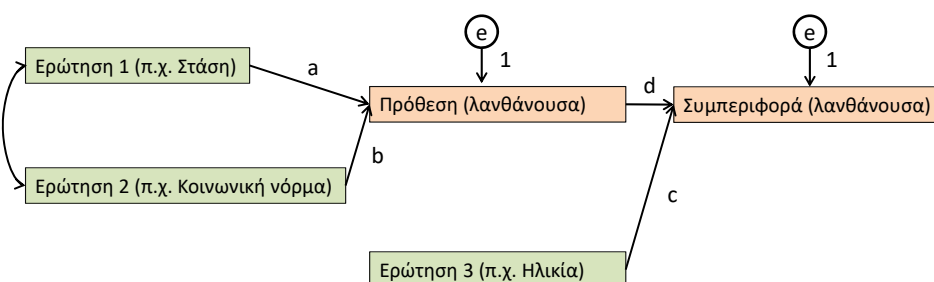 e
e
1
1
Ερώτηση 1 (π.χ. Στάση)
a
d
Πρόθεση (λανθάνουσα)
Συμπεριφορά (λανθάνουσα)
b
Ερώτηση 2 (π.χ. Κοινωνική νόρμα)
c
Ερώτηση 3 (π.χ. Ηλικία)